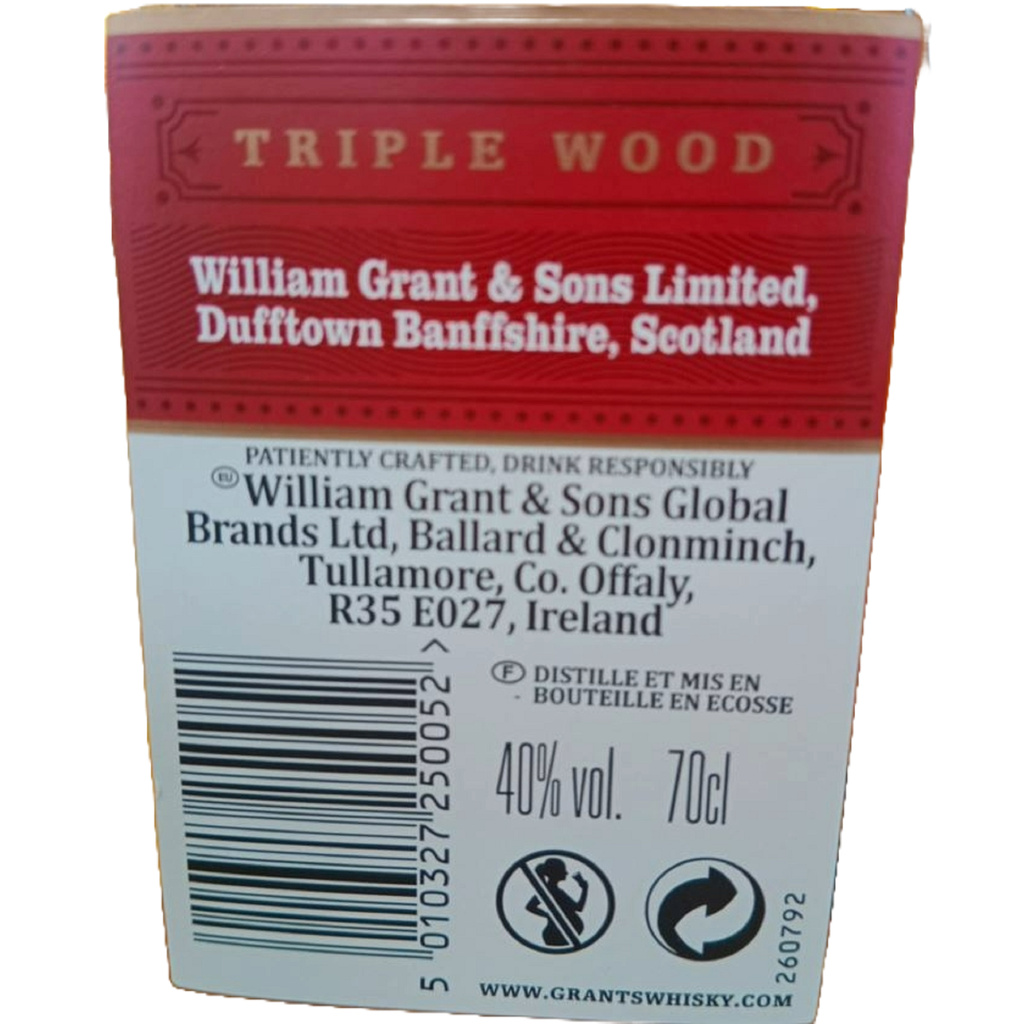 TRIPLE WOOD
William Grant & Sons Limited,
Dufftown Banffshire, Scotland
PATIENTLY CRAFTED, DRINK RESPONSIBLY
EU William Grant & Sons Global
Brands Ltd, Ballard & Clonminch,
Tullamore, Co. Offaly,
R35 E027, Ireland
F DISTILLE ET MIS EN
- BOUTEILLE EN ECOSSE
40% vol. 70cl
5 010327 250052 >
260792
WWW.GRANTSWHISKY.COM